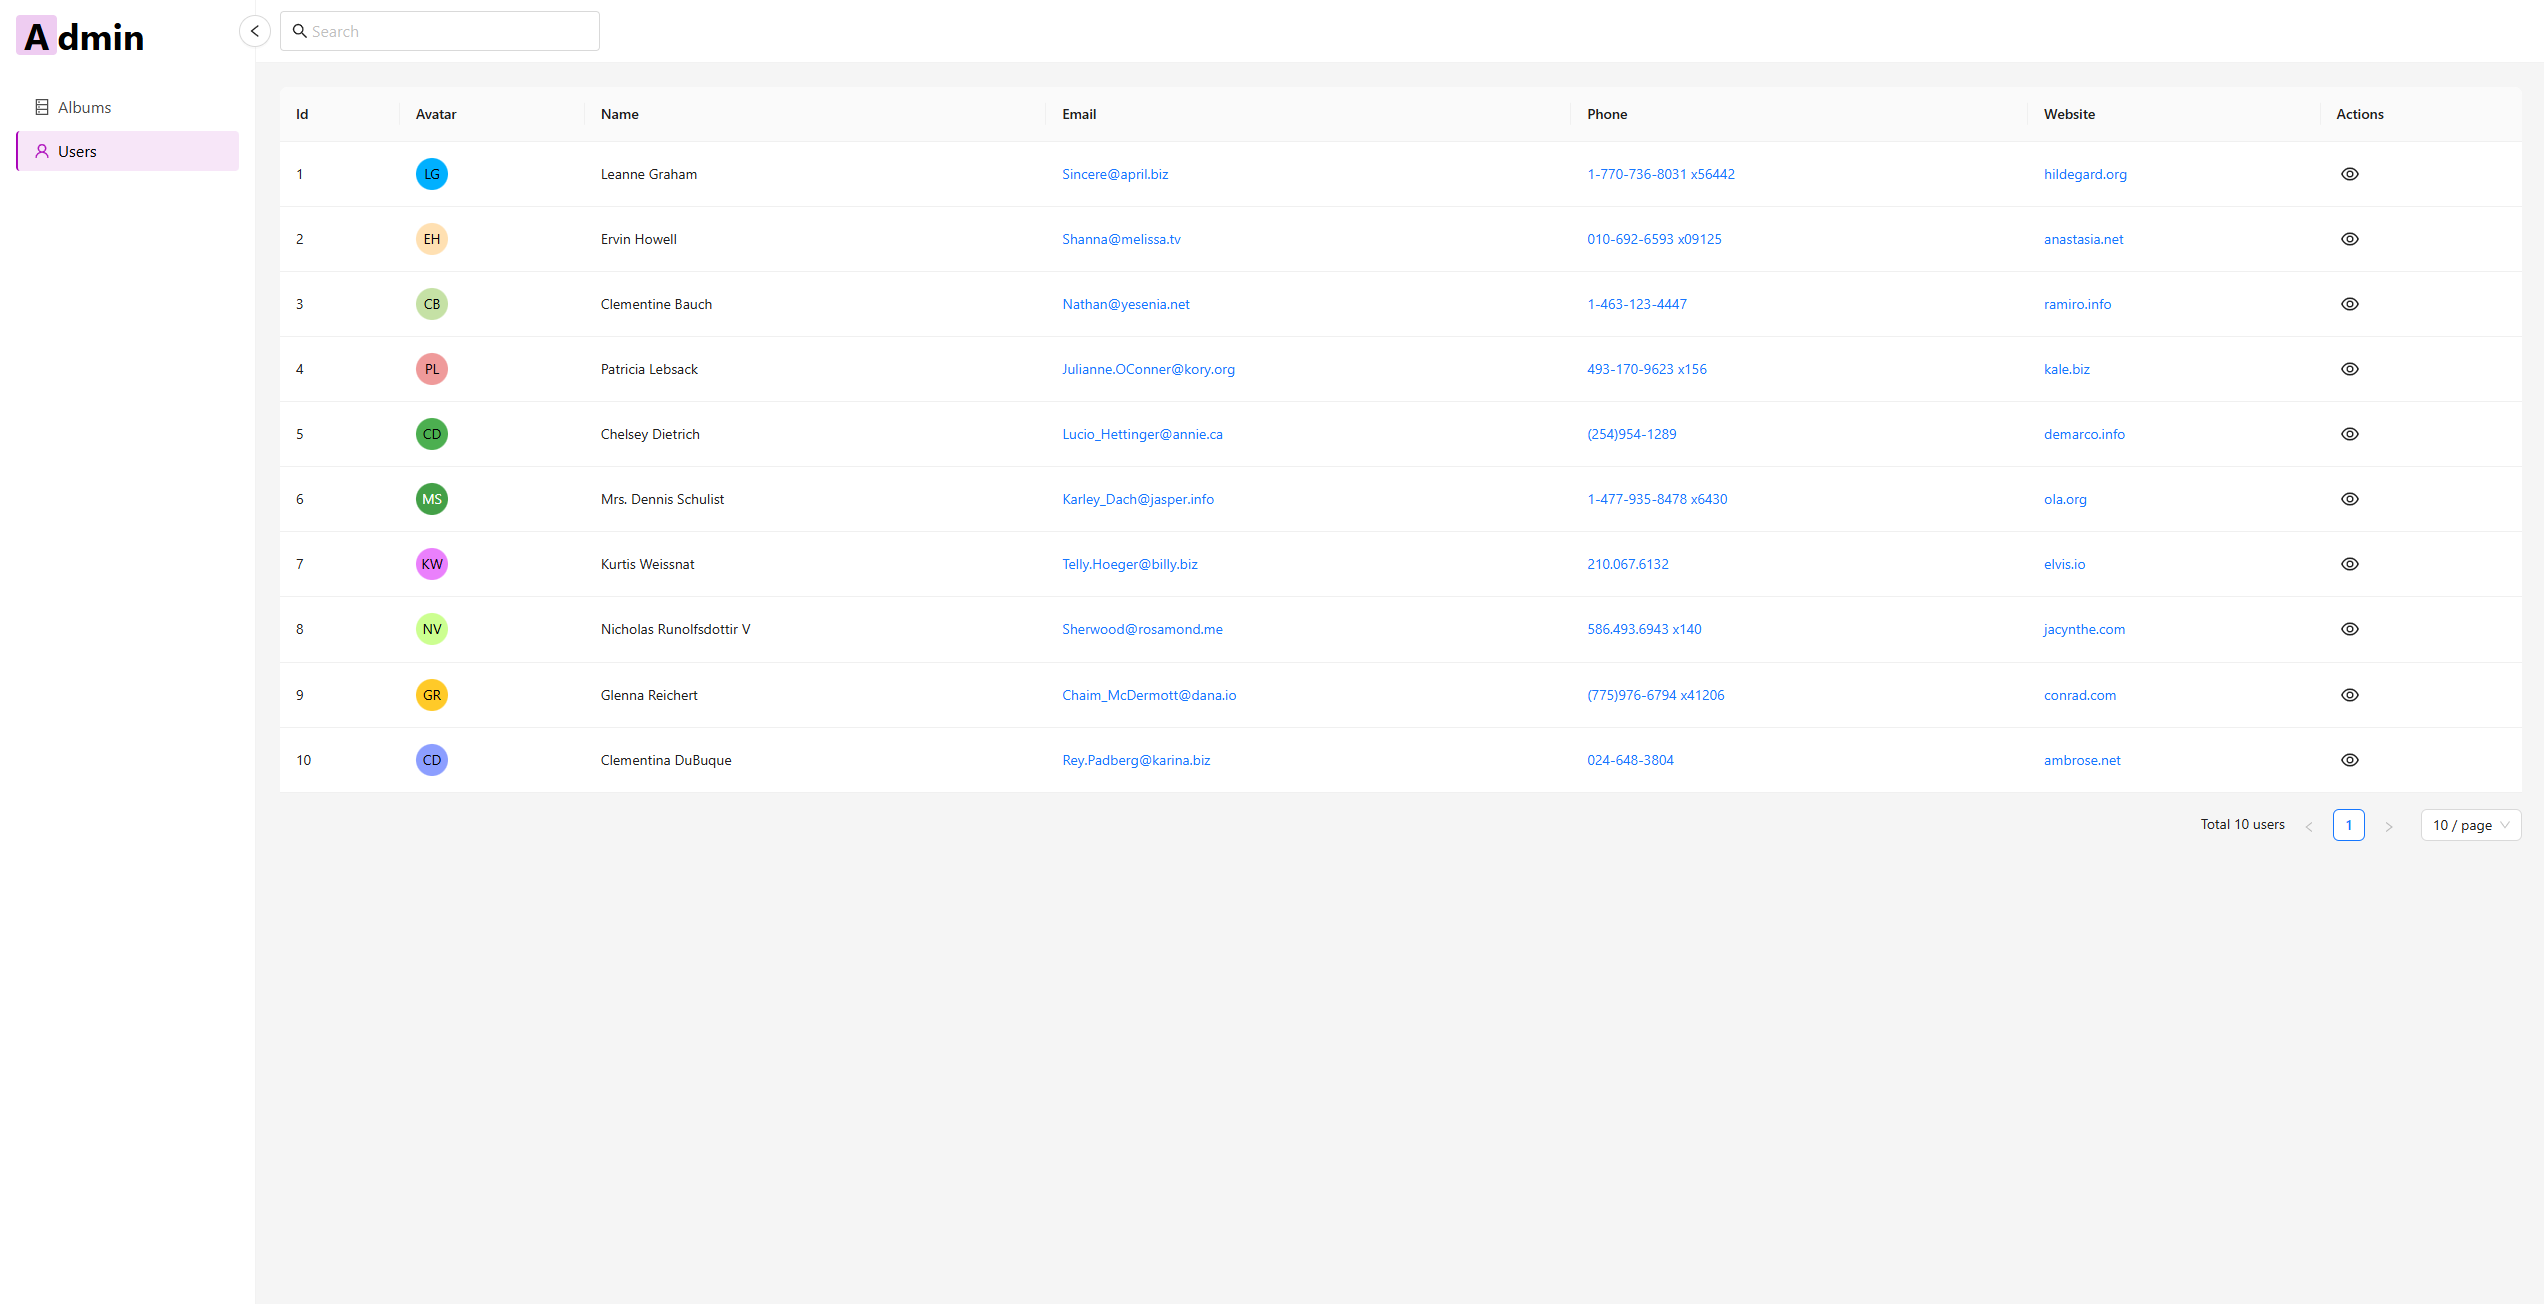 Admin
Search
Albums
Users
Id Avatar Name Email Phone Website Actions
1 LG Leanne Graham Sincere@april.biz 1-770-736-8031 x56442 hildegard.org
2 EH Ervin Howell Shanna@melissa.tv 010-692-6593 x09125 anastasia.net
3 CB Clementine Bauch Nathan@yesenia.net 1-463-123-4447 ramiro.info
4 PL Patricia Lebsack Julianne.OConner@kory.org 493-170-9623 x156 kale.biz
5 CD Chelsey Dietrich Lucio_Hettinger@annie.ca (254)954-1289 demarco.info
6 MS Mrs. Dennis Schulist Karley_Dach@jasper.info 1-477-935-8478 x6430 ola.org
7 KW Kurtis Weissnat Telly.Hoeger@billy.biz 210.067.6132 elvis.io
8 NV Nicholas Runolfsdottir V Sherwood@rosamond.me 586.493.6943 x140 jacynthe.com
9 GR Glenna Reichert Chaim_McDermott@dana.io (775)976-6794 x41206 conrad.com
10 CD Clementina DuBuque Rey.Padberg@karina.biz 024-648-3804 ambrose.net
Total 10 users 1 10 / page